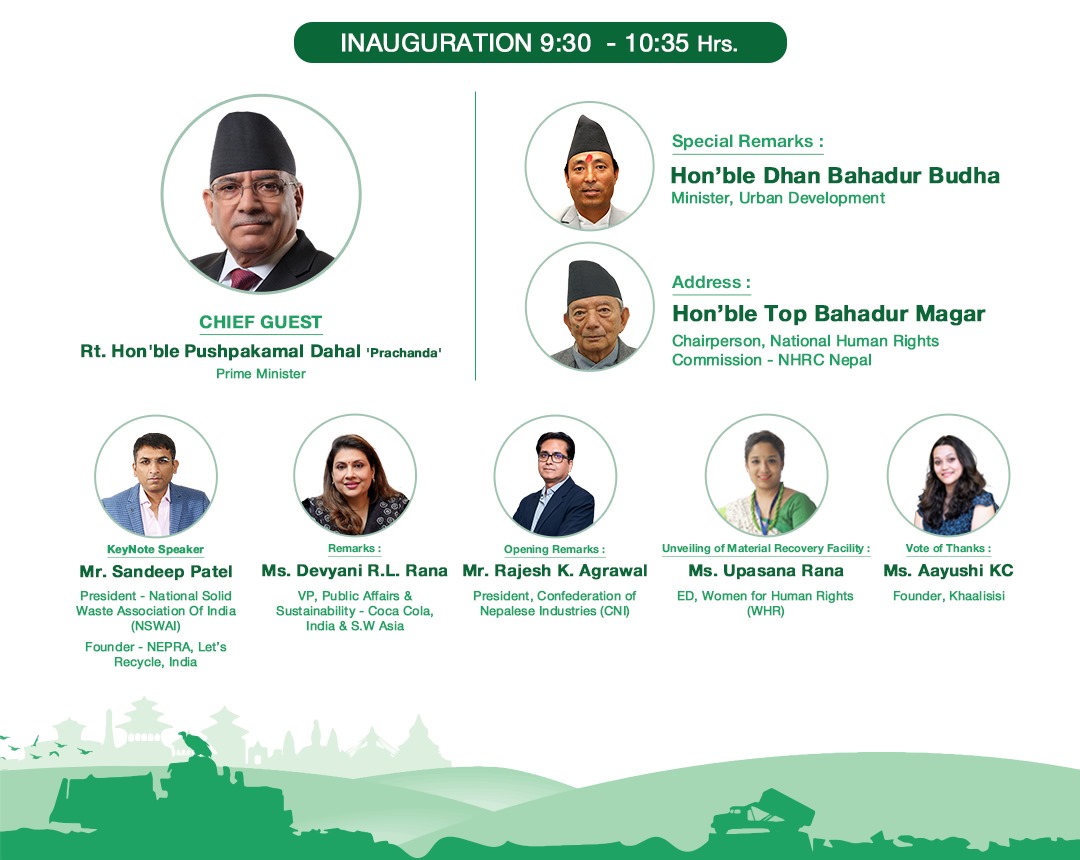 INAUGURATION 9:30 - 10:35 Hrs.
CHIEF GUEST
Rt. Hon'ble Pushpakamal Dahal 'Prachanda'
Prime Minister
Special Remarks :
Hon’ble Dhan Bahadur Budha
Minister, Urban Development
Address :
Hon’ble Top Bahadur Magar
Chairperson, National Human Rights
Commission - NHRC Nepal
KeyNote Speaker
Mr. Sandeep Patel
President - National Solid
Waste Association Of India
(NSWAI)
Founder - NEPRA, Let’s
Recycle, India
Remarks :
Ms. Devyani R.L. Rana
VP, Public Affairs &
Sustainability - Coca Cola,
India & S.W Asia
Opening Remarks :
Mr. Rajesh K. Agrawal
President, Confederation of
Nepalese Industries (CNI)
Unveiling of Material Recovery Facility :
Ms. Upasana Rana
ED, Women for Human Rights
(WHR)
Vote of Thanks :
Ms. Aayushi KC
Founder, Khaalisisi